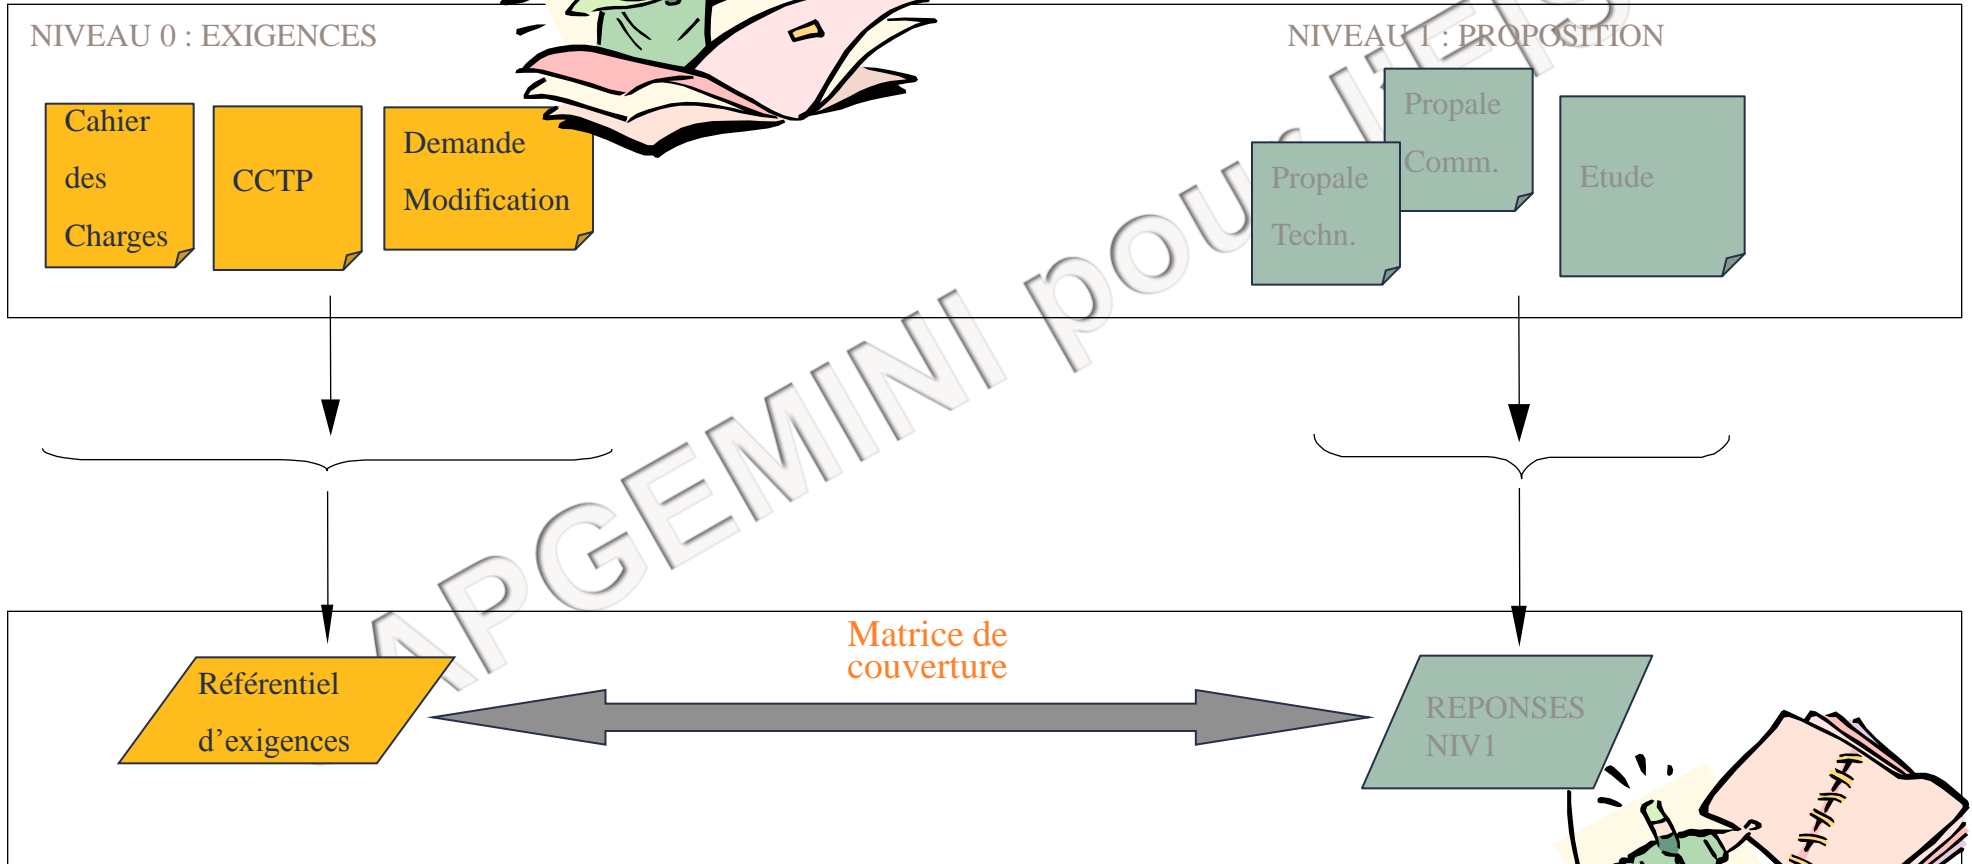 NIVEAU 0 : EXIGENCES
NIVEAU 1 : PROPOSITION
Cahier
des
Charges
CCTP
Demande
Modification
Propale
Techn.
Propale
Comm.
Etude
APGEMINI pour l'EIS
Matrice de
couverture
Référentiel
d’exigences
REPONSES
NIV1